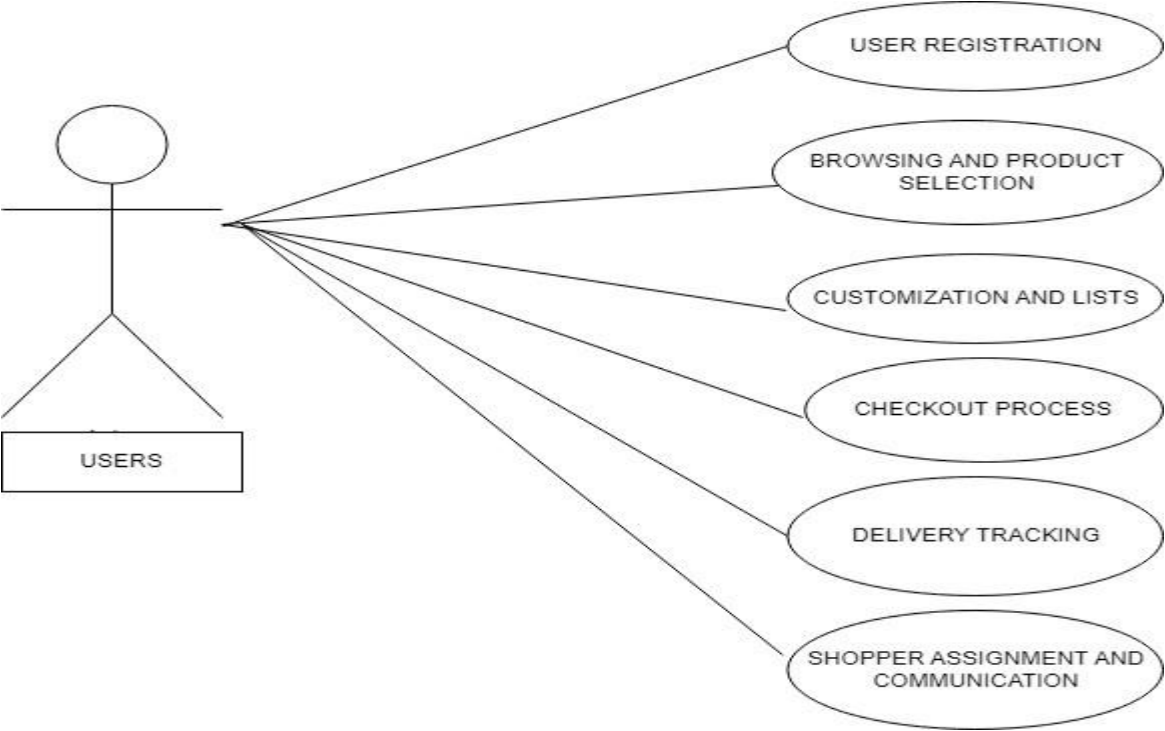 USER REGISTRATION
BROWSING AND PRODUCT
SELECTION
CUSTOMIZATION AND LISTS
CHECKOUT PROCESS
USERS
DELIVERY TRACKING
SHOPPER ASSIGNMENT AND
COMMUNICATION